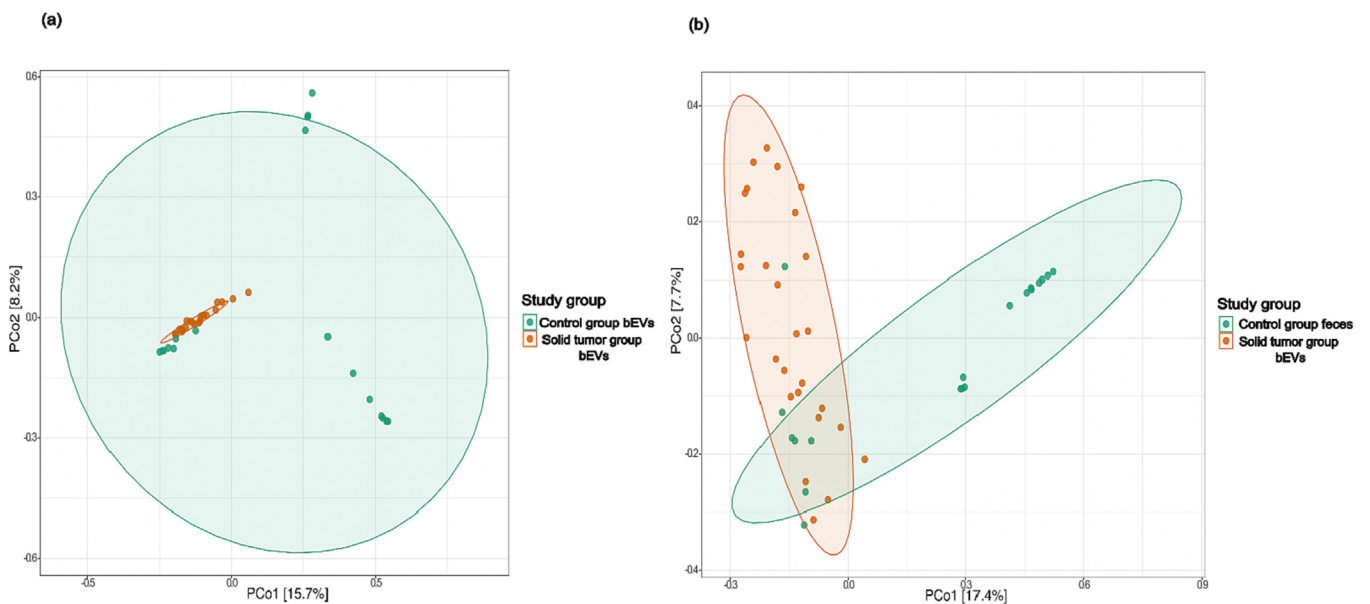 (a)
0.6
0.3
0.0
-0.3
-0.6
PCo2 [8.2%]
-0.5
0.0
0.5
PCo1 [15.7%]
Study group
Control group bEVs
Solid tumor group
bEVs
(b)
0.4
0.2
0.0
-0.2
-0.4
PCo2 [7.7%]
-0.3
0.0
0.3
0.6
0.9
PCo1 [17.4%]
Study group
Control group feces
Solid tumor group
bEVs